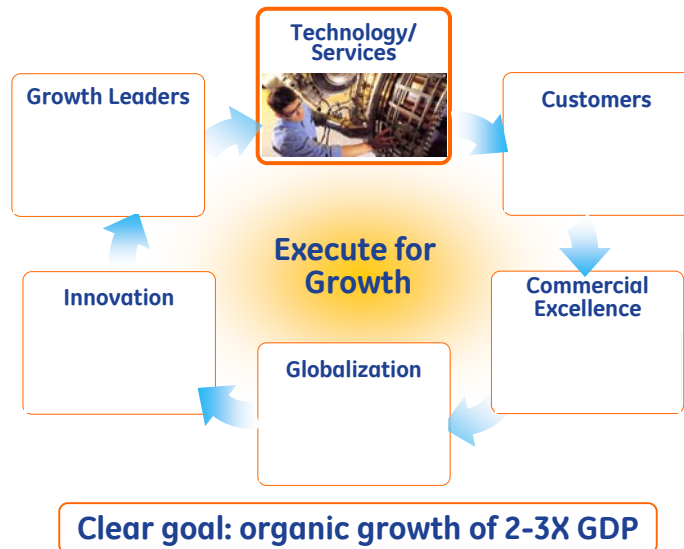 Technology/
Services
Growth Leaders
Customers
Execute for
Growth
Innovation
Commercial
Excellence
Globalization
Clear goal: organic growth of 2-3X GDP